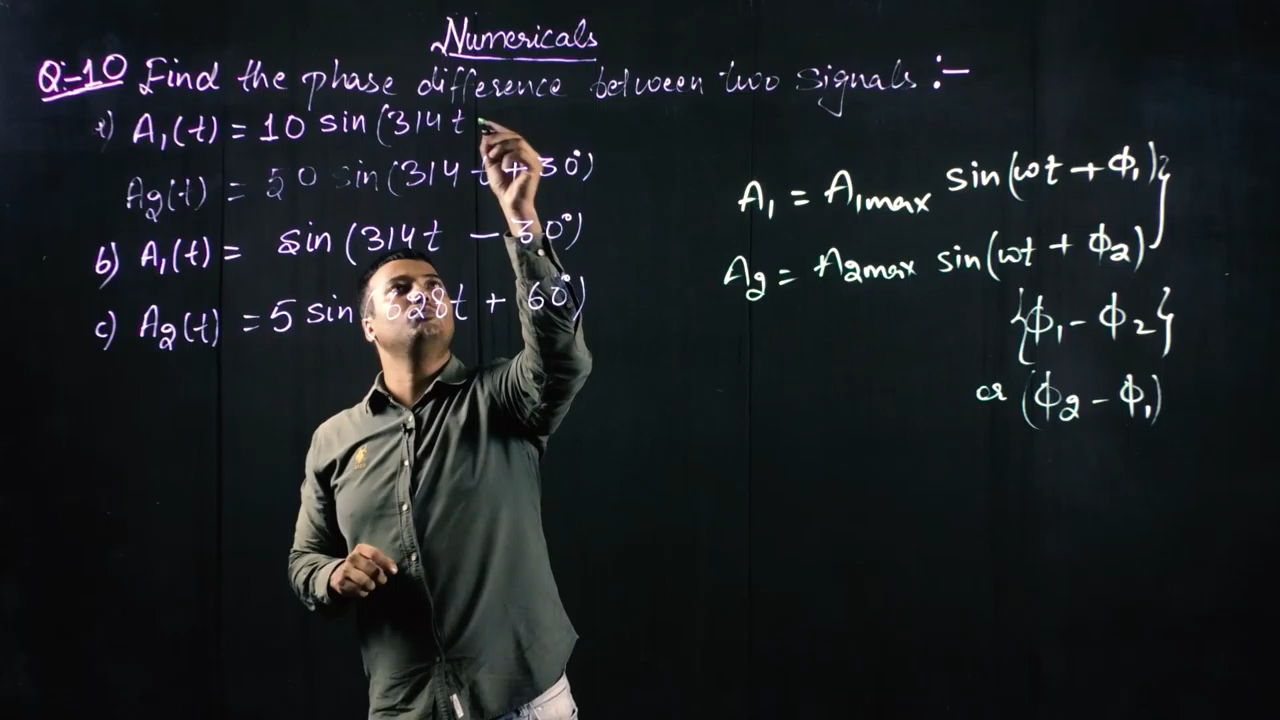 Numericals
Q:-10 Find the phase difference between two signals :-
A₁(t) = 10 sin(314t
A₂(t) = 50 sin(314t + 30°)
b) A₁(t) = sin(314t - 30°)
c) A₂(t) = 5 sin(628t + 60°)
A₁ = A₁max sin(ωt + Φ₁)}
A₂ = A₂max sin(ωt + Φ₂)
{Φ₁ - Φ₂}
or (Φ₂ - Φ₁)